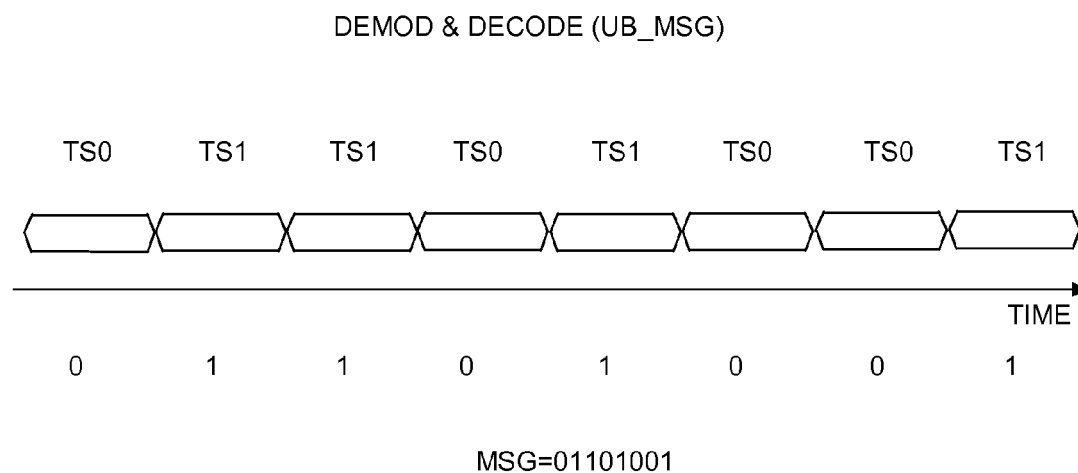 DEMOD & DECODE (UB_MSG)
TS0 TS1 TS1 TS0 TS1 TS0 TS0 TS1
TIME
0 1 1 0 1 0 0 1
MSG=01101001